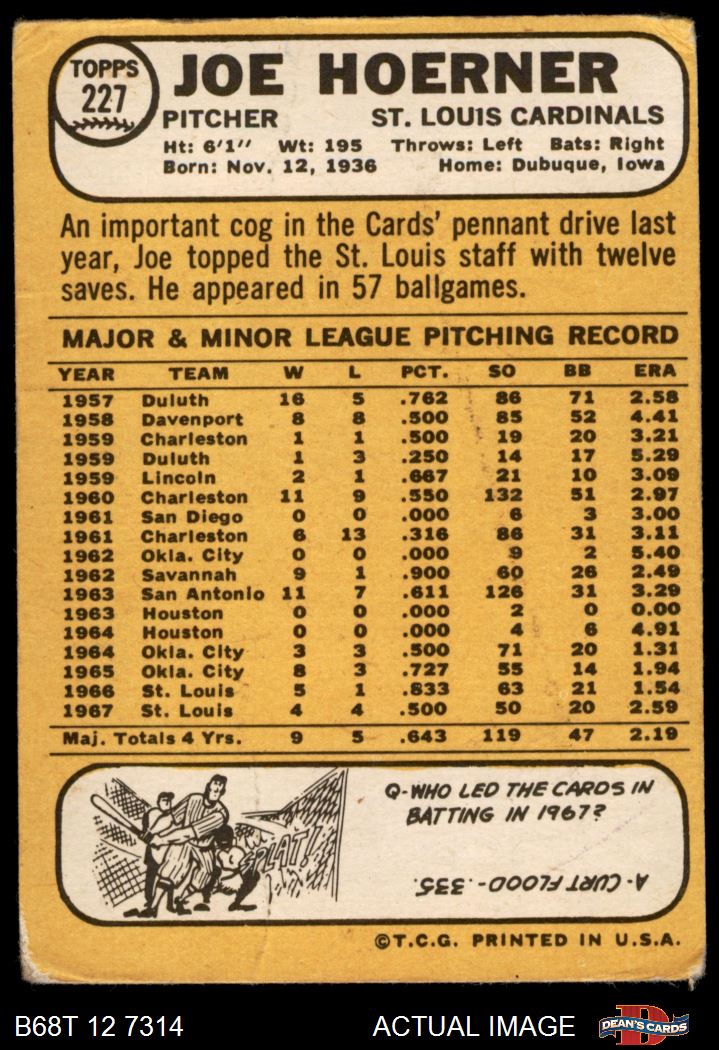 TOPPS
227
JOE HOERNER
PITCHER ST. LOUIS CARDINALS
Ht: 6'1" Wt: 195 Throws: Left Bats: Right
Born: Nov. 12, 1936 Home: Dubuque, Iowa
An important cog in the Cards' pennant drive last
year, Joe topped the St. Louis staff with twelve
saves. He appeared in 57 ballgames.
MAJOR & MINOR LEAGUE PITCHING RECORD
YEAR TEAM W L PCT. SO BB ERA
1957 Duluth 16 5 .762 86 71 2.58
1958 Davenport 8 8 .500 85 52 4.41
1959 Charleston 1 1 .500 19 20 3.21
1959 Duluth 1 3 .250 14 17 5.29
1959 Lincoln 2 1 .667 21 10 3.09
1960 Charleston 11 9 .550 132 51 2.97
1961 San Diego 0 0 .000 6 3 3.00
1961 Charleston 6 13 .316 86 31 3.11
1962 Okla. City 0 0 .000 9 2 5.40
1962 Savannah 9 1 .900 60 26 2.49
1963 San Antonio 11 7 .611 126 31 3.29
1963 Houston 0 0 .000 2 0 0.00
1964 Houston 0 0 .000 4 6 4.91
1964 Okla. City 3 3 .500 71 20 1.31
1965 Okla. City 8 3 .727 55 14 1.94
1966 St. Louis 5 1 .833 63 21 1.54
1967 St. Louis 4 4 .500 50 20 2.59
Maj. Totals 4 Yrs. 9 5 .643 119 47 2.19
SPLAT!
Q-WHO LED THE CARDS IN
BATTING IN 1967?
A-CURT FLOOD-.335.
©T.C.G. PRINTED IN U.S.A.
B68T 12 7314 ACTUAL IMAGE
D
DEAN'S CARDS